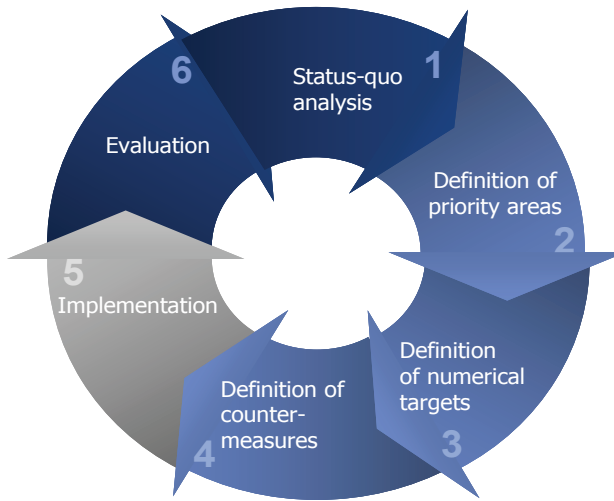 1
Status-quo
analysis
2
Definition of
priority areas
3
Definition
of numerical
targets
4
Definition of
counter-
measures
5
Implementation
6
Evaluation